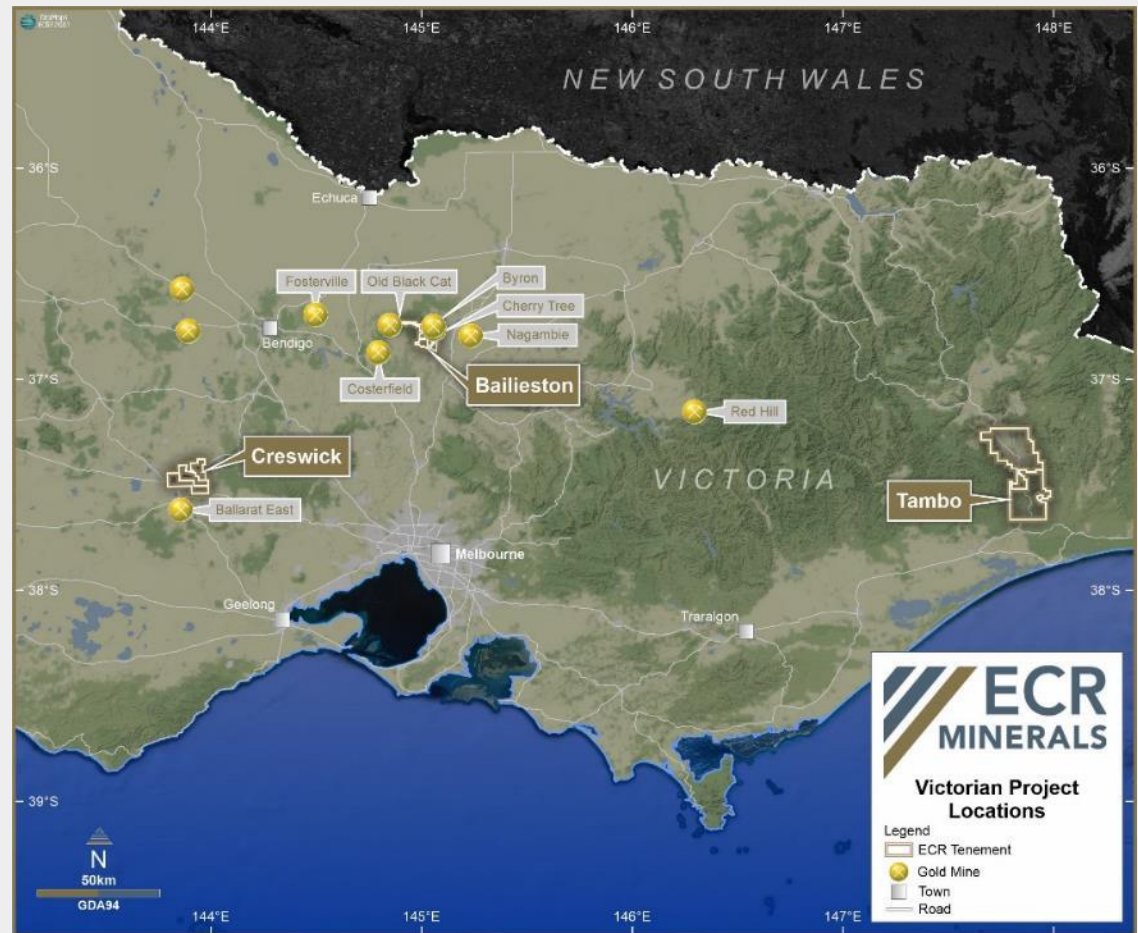 144°E
145°E
146°E
147°E
148°E
NEW SOUTH WALES
36°S
36°S
Echuca
Fosterville
Old Black Cat
Byron
Cherry Tree
Nagambie
Bendigo
37°S
37°S
Costerfield
Bailieston
Red Hill
Creswick
VICTORIA
Tambo
Ballarat East
Melbourne
38°S
38°S
Geelong
Traralgon
ECR
MINERALS
Victorian Project
Locations
Legend
ECR Tenement
Gold Mine
Town
Road
39°S
N
50km
GDA94
144°E
145°E
146°E
147°E